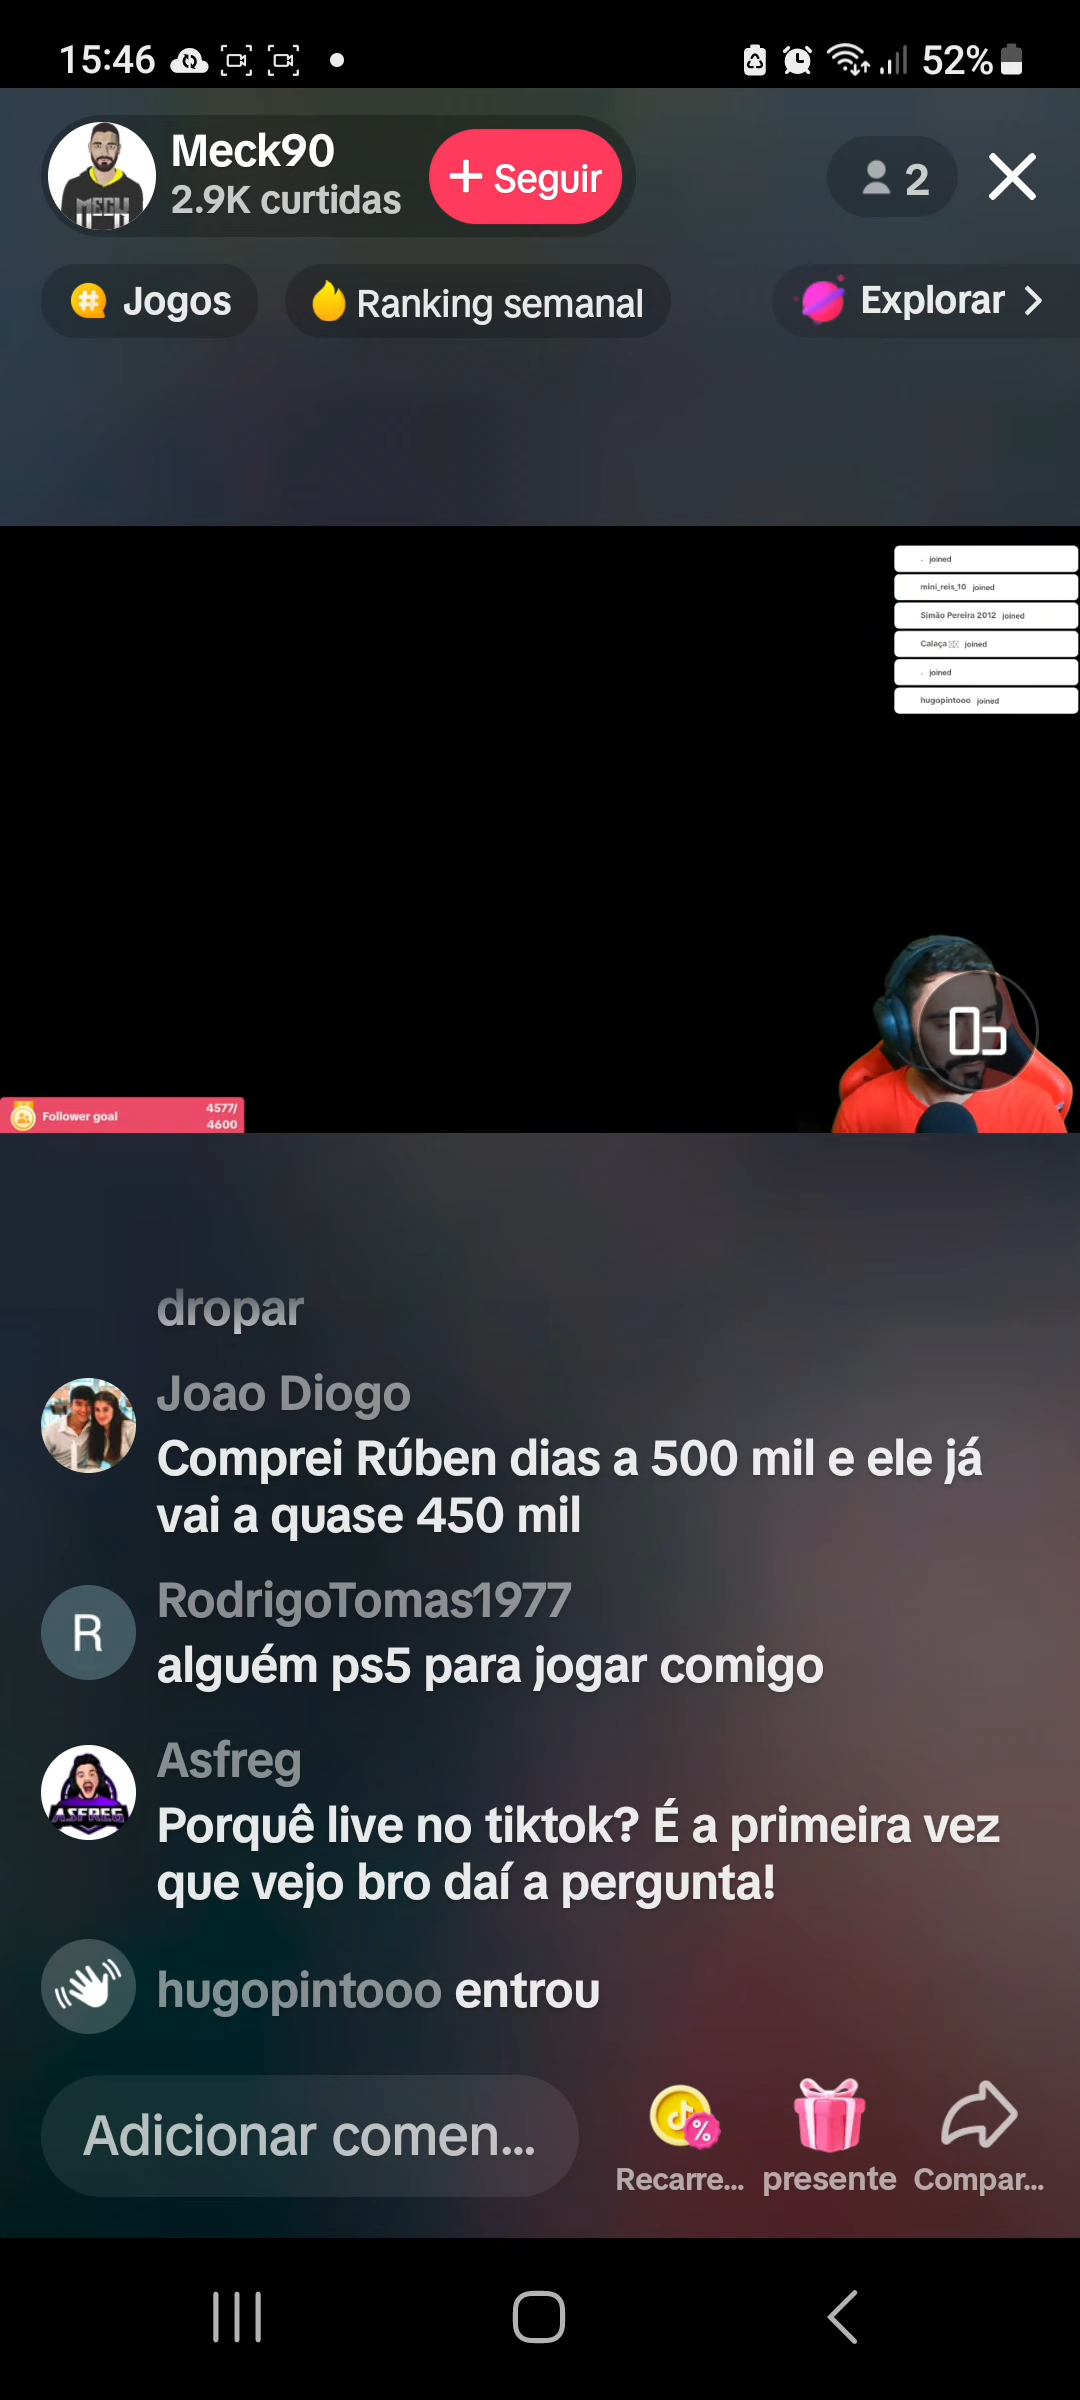 15:46
52%
Meck90
2.9K curtidas
+ Seguir
2
Jogos
Ranking semanal
Explorar >
. joined
mini_reis_10 joined
Simão Pereira 2012 joined
Calaça joined
. joined
hugopintooo joined
Follower goal
4577/
4600
dropar
Joao Diogo
Comprei Rúben dias a 500 mil e ele já
vai a quase 450 mil
R
RodrigoTomas1977
alguém ps5 para jogar comigo
ASFREG
Asfreg
Porquê live no tiktok? É a primeira vez
que vejo bro daí a pergunta!
hugopintooo entrou
Adicionar comen...
Recarre...
presente
Compar...